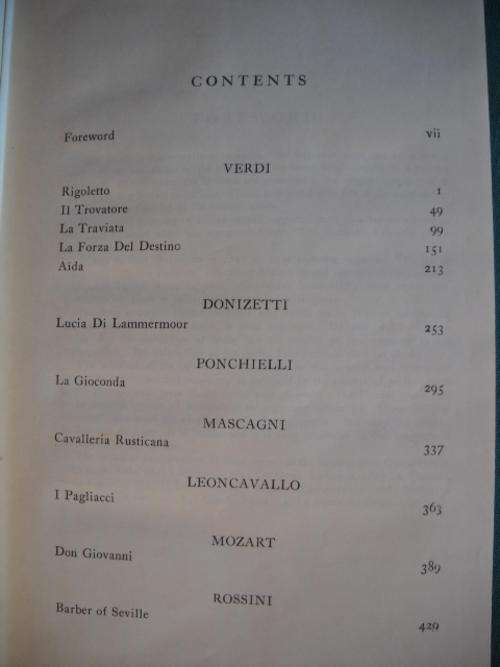 CONTENTS
Foreword vii
VERDI
Rigoletto 1
Il Trovatore 49
La Traviata 99
La Forza Del Destino 151
Aida 213
DONIZETTI
Lucia Di Lammermoor 253
PONCHIELLI
La Gioconda 295
MASCAGNI
Cavalleria Rusticana 337
LEONCAVALLO
I Pagliacci 363
MOZART
Don Giovanni 389
ROSSINI
Barber of Seville 429